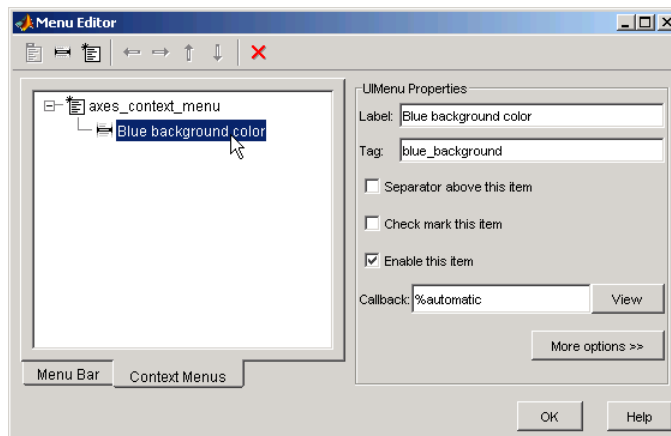 Menu Editor
axes_context_menu
Blue background color
UIMenu Properties
Label: Blue background color
Tag: blue_background
Separator above this item
Check mark this item
Enable this item
Callback: %automatic View
More options >>
Menu Bar Context Menus
OK Help